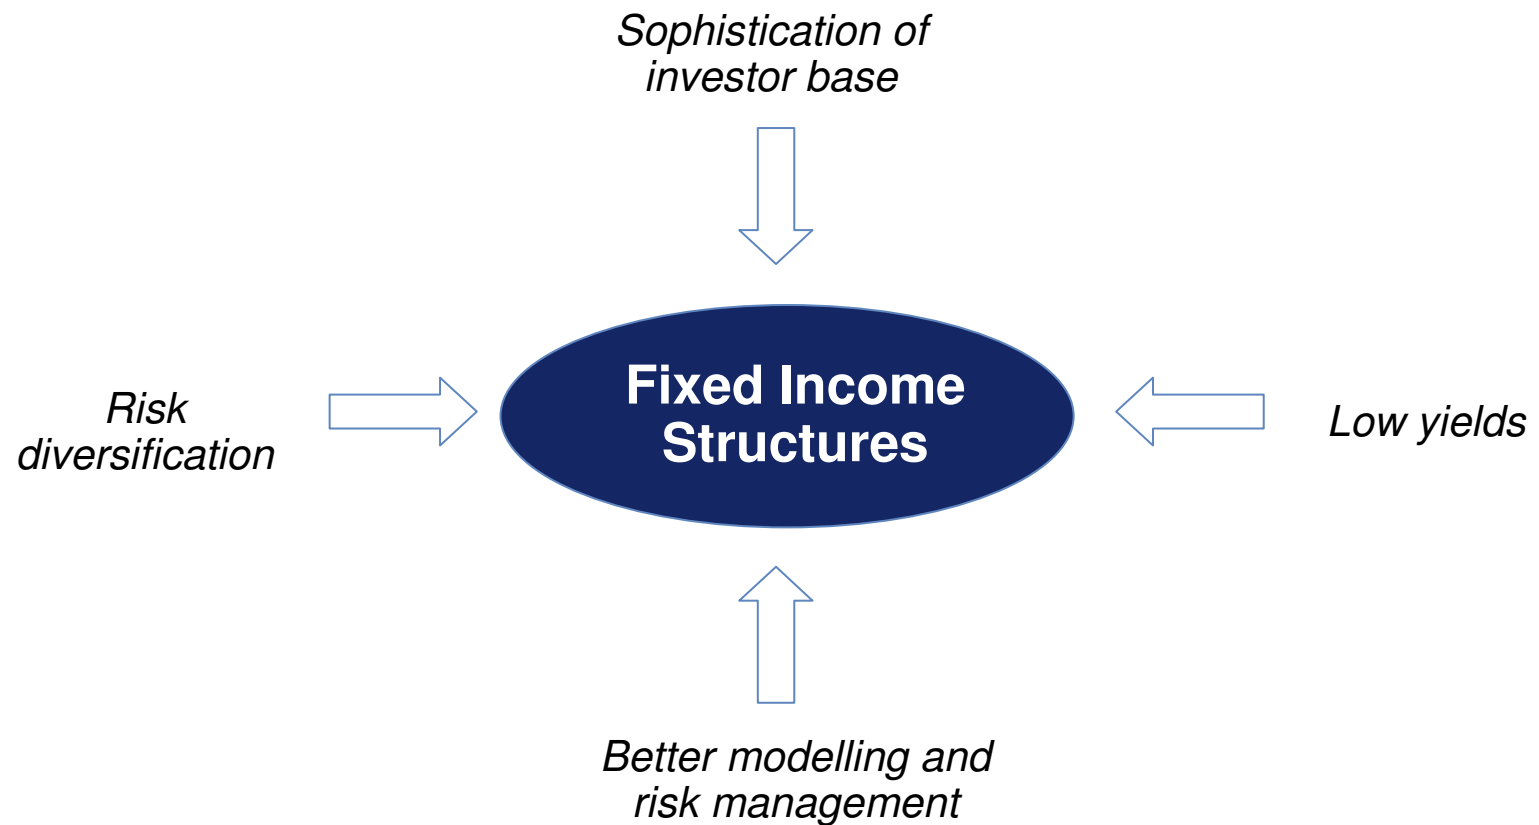 Sophistication of
investor base
Fixed Income
Structures
Risk
diversification
Low yields
Better modelling and
risk management